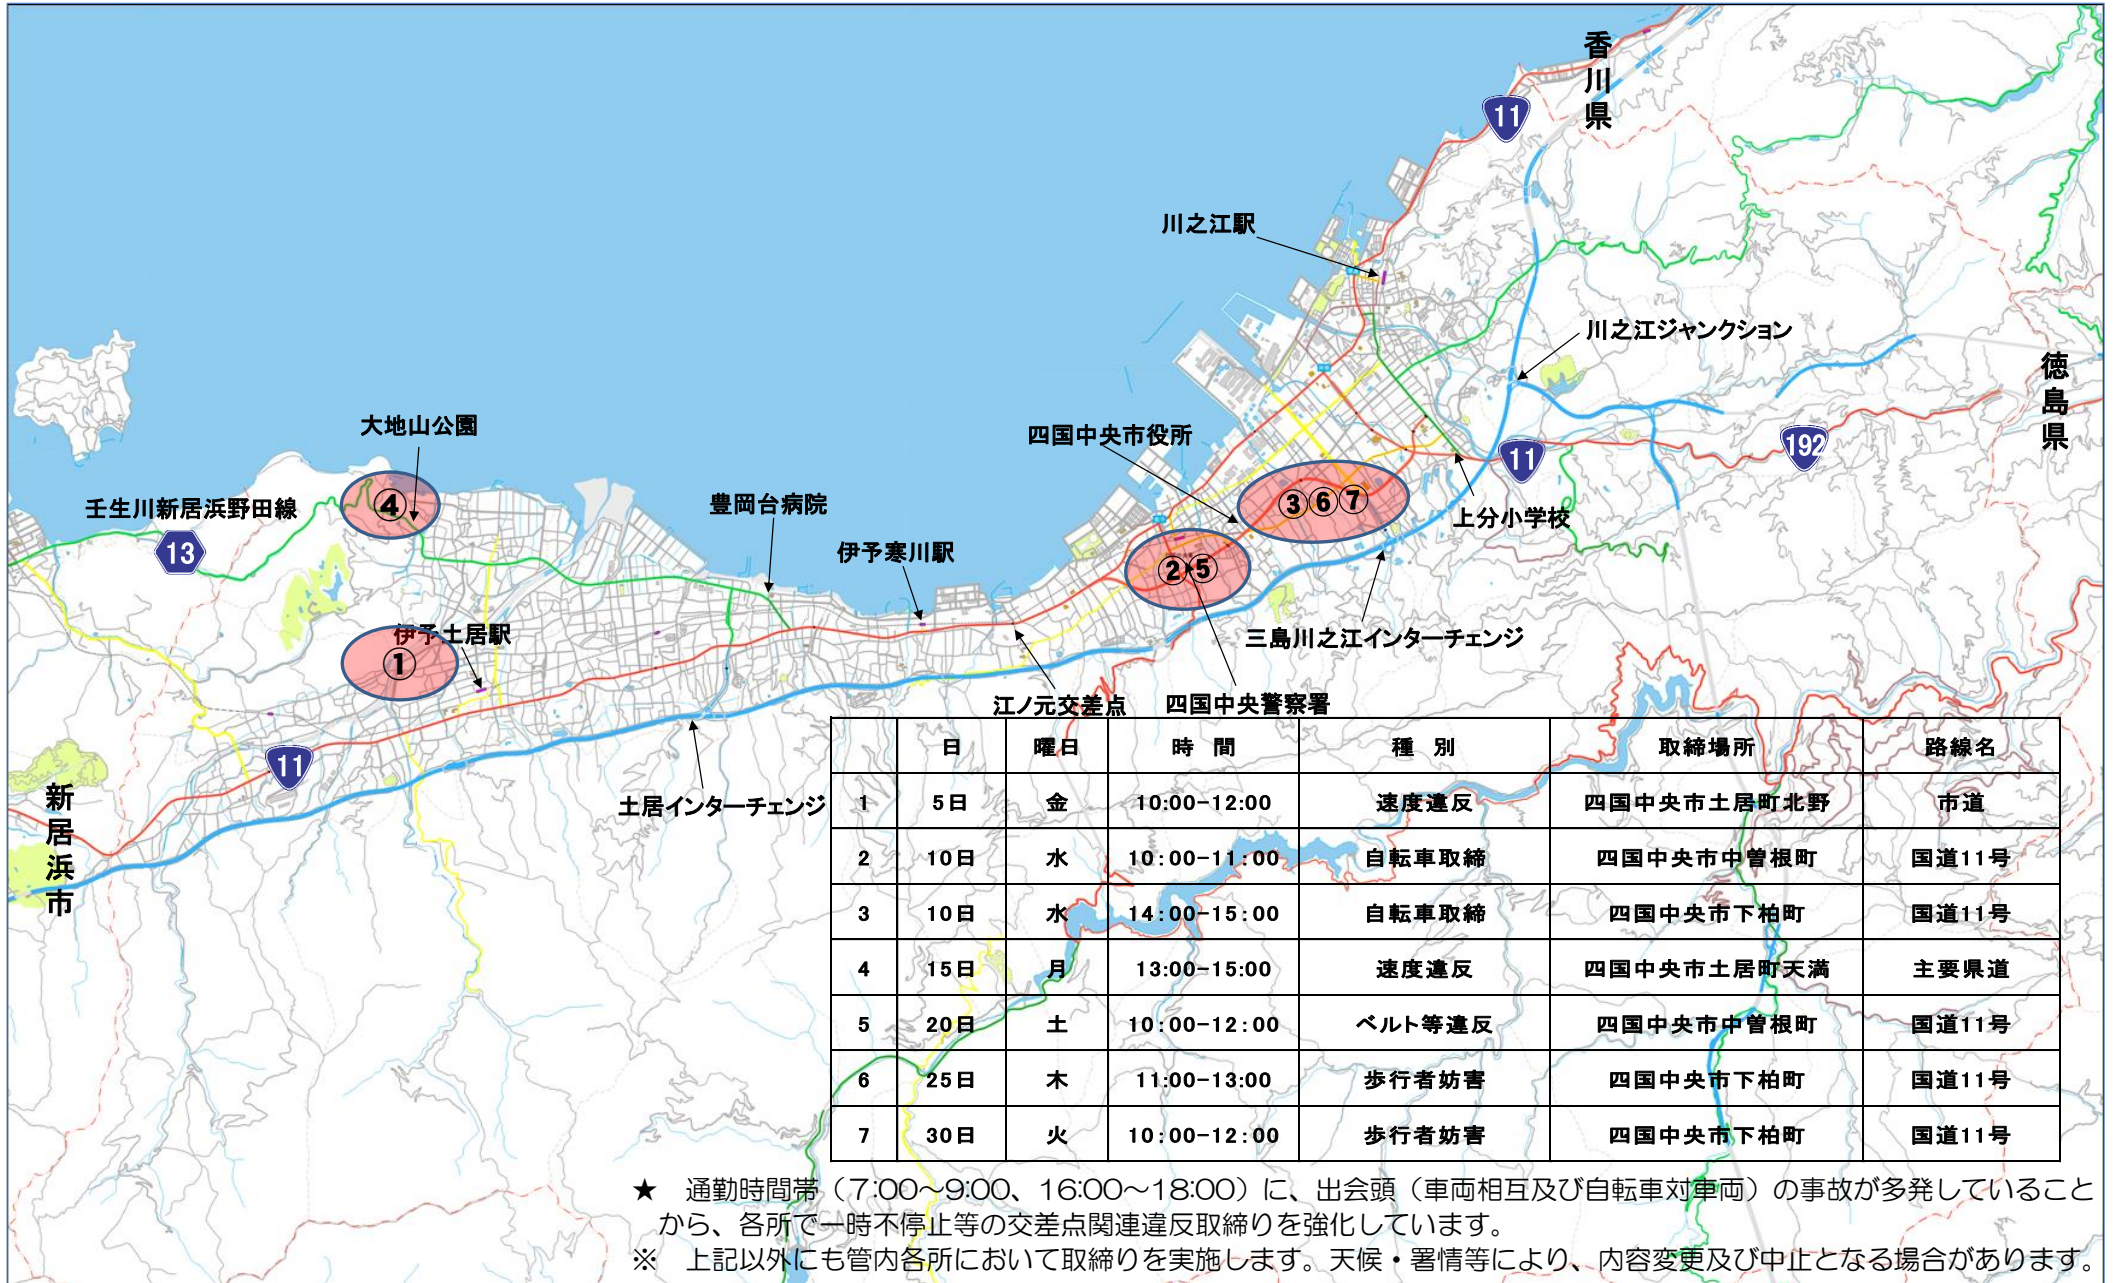 香川県
11
川之江駅
川之江ジャンクション
徳島県
大地山公園
四国中央市役所
11
192
壬生川新居浜野田線
④
豊岡台病院
③⑥⑦
上分小学校
13
伊予寒川駅
②⑤
伊予土居駅
①
三島川之江インターチェンジ
江ノ元交差点
四国中央警察署
11
新居浜市
土居インターチェンジ
日 曜日 時 間 種 別 取締場所 路線名
1 5日 金 10:00-12:00 速度違反 四国中央市土居町北野 市道
2 10日 水 10:00-11:00 自転車取締 四国中央市中曽根町 国道11号
3 10日 水 14:00-15:00 自転車取締 四国中央市下柏町 国道11号
4 15日 月 13:00-15:00 速度違反 四国中央市土居町天満 主要県道
5 20日 土 10:00-12:00 ベルト等違反 四国中央市中曽根町 国道11号
6 25日 木 11:00-13:00 歩行者妨害 四国中央市下柏町 国道11号
7 30日 火 10:00-12:00 歩行者妨害 四国中央市下柏町 国道11号
★ 通勤時間帯（7:00～9:00、16:00～18:00）に、出会頭（車両相互及び自転車対車両）の事故が多発していること
から、各所で一時不停止等の交差点関連違反取締りを強化しています。
※ 上記以外にも管内各所において取締りを実施します。天候・署情等により、内容変更及び中止となる場合があります。